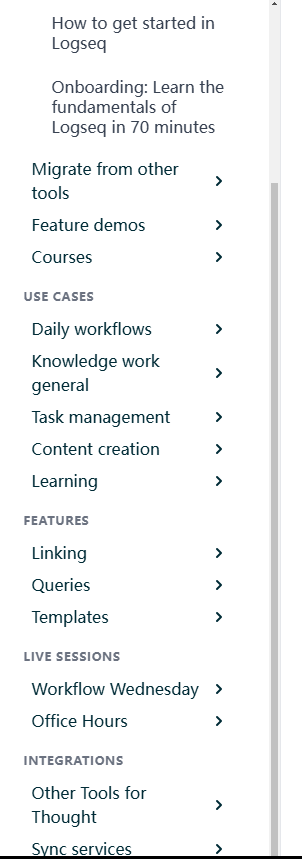 How to get started in
Logseq
Onboarding: Learn the
fundamentals of
Logseq in 70 minutes
Migrate from other
tools
Feature demos
Courses
USE CASES
Daily workflows
Knowledge work
general
Task management
Content creation
Learning
FEATURES
Linking
Queries
Templates
LIVE SESSIONS
Workflow Wednesday
Office Hours
INTEGRATIONS
Other Tools for
Thought
Sync services